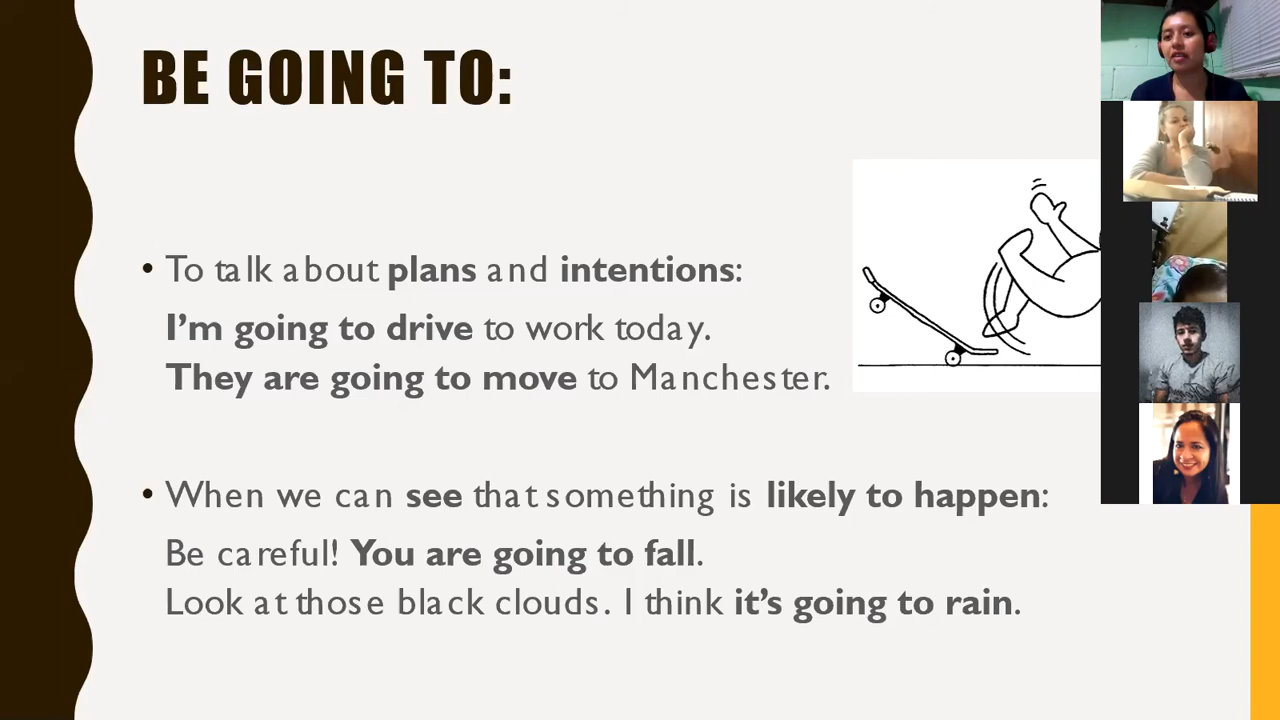 BE GOING TO:
• To talk about plans and intentions:
I'm going to drive to work today.
They are going to move to Manchester.
• When we can see that something is likely to happen:
Be careful! You are going to fall.
Look at those black clouds. I think it's going to rain.